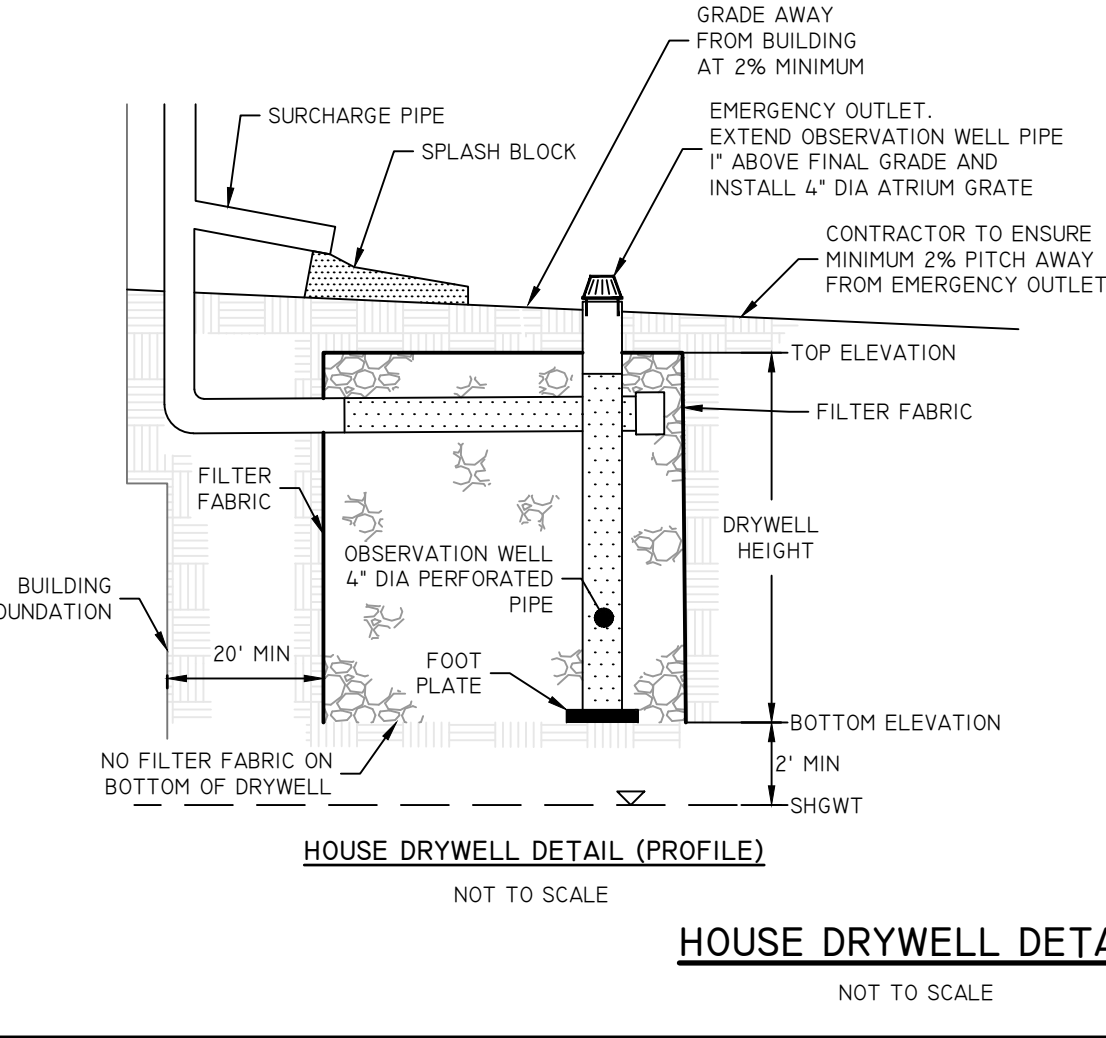 GRADE AWAY
FROM BUILDING
AT 2% MINIMUM
SURCHARGE PIPE
SPLASH BLOCK
EMERGENCY OUTLET.
EXTEND OBSERVATION WELL PIPE
1" ABOVE FINAL GRADE AND
INSTALL 4" DIA ATRIUM GRATE
CONTRACTOR TO ENSURE
MINIMUM 2% PITCH AWAY
FROM EMERGENCY OUTLET
TOP ELEVATION
FILTER FABRIC
FILTER
FABRIC
DRYWELL
HEIGHT
OBSERVATION WELL
4" DIA PERFORATED
PIPE
BUILDING
OUNDATION
20' MIN
FOOT
PLATE
BOTTOM ELEVATION
NO FILTER FABRIC ON
BOTTOM OF DRYWELL
2' MIN
SHGWT
HOUSE DRYWELL DETAIL (PROFILE)
NOT TO SCALE
HOUSE DRYWELL DETA
NOT TO SCALE